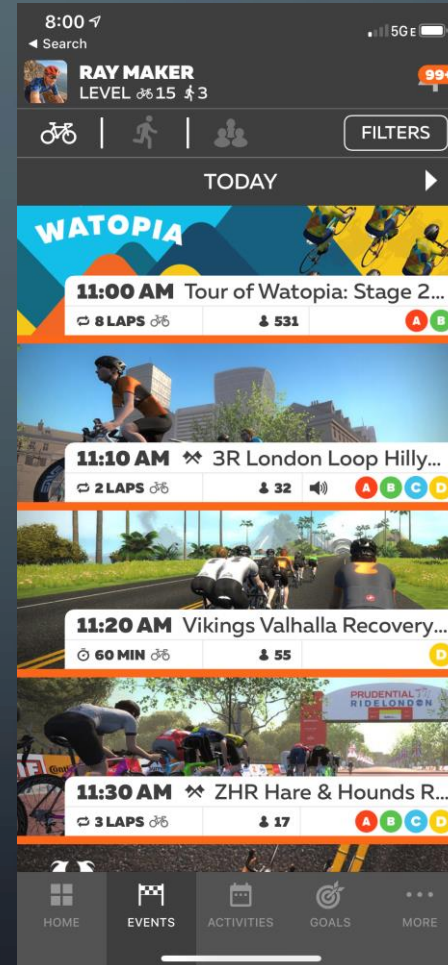 8:00
5G E
◄ Search
RAY MAKER
99+
LEVEL 15 3
FILTERS
TODAY
WATOPIA
11:00 AM Tour of Watopia: Stage 2...
8 LAPS 531 A B
11:10 AM 3R London Loop Hilly...
2 LAPS 32 A B C D
11:20 AM Vikings Valhalla Recovery...
60 MIN 55 D
PRUDENTIAL
RIDELONDON
11:30 AM ZHR Hare & Hounds R...
3 LAPS 17 A B C D
HOME EVENTS ACTIVITIES GOALS MORE